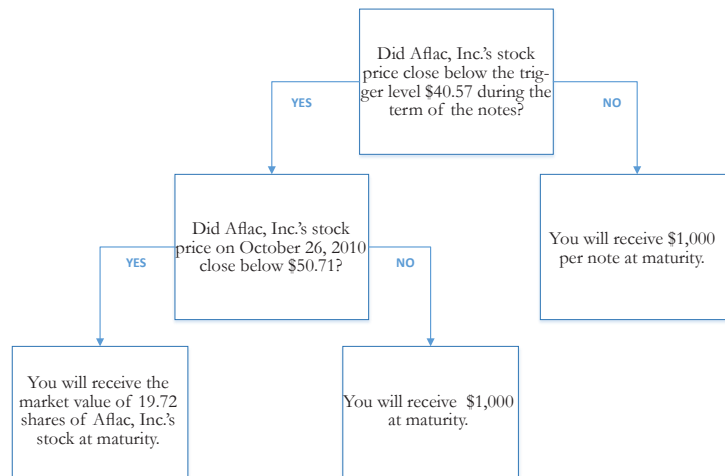 Did Aflac, Inc.'s stock
price close below the trig-
ger level $40.57 during the
term of the notes?
YES
NO
Did Aflac, Inc.'s stock
price on October 26, 2010
close below $50.71?
You will receive $1,000
per note at maturity.
YES
NO
You will receive the
market value of 19.72
shares of Aflac, Inc.'s
stock at maturity.
You will receive $1,000
at maturity.